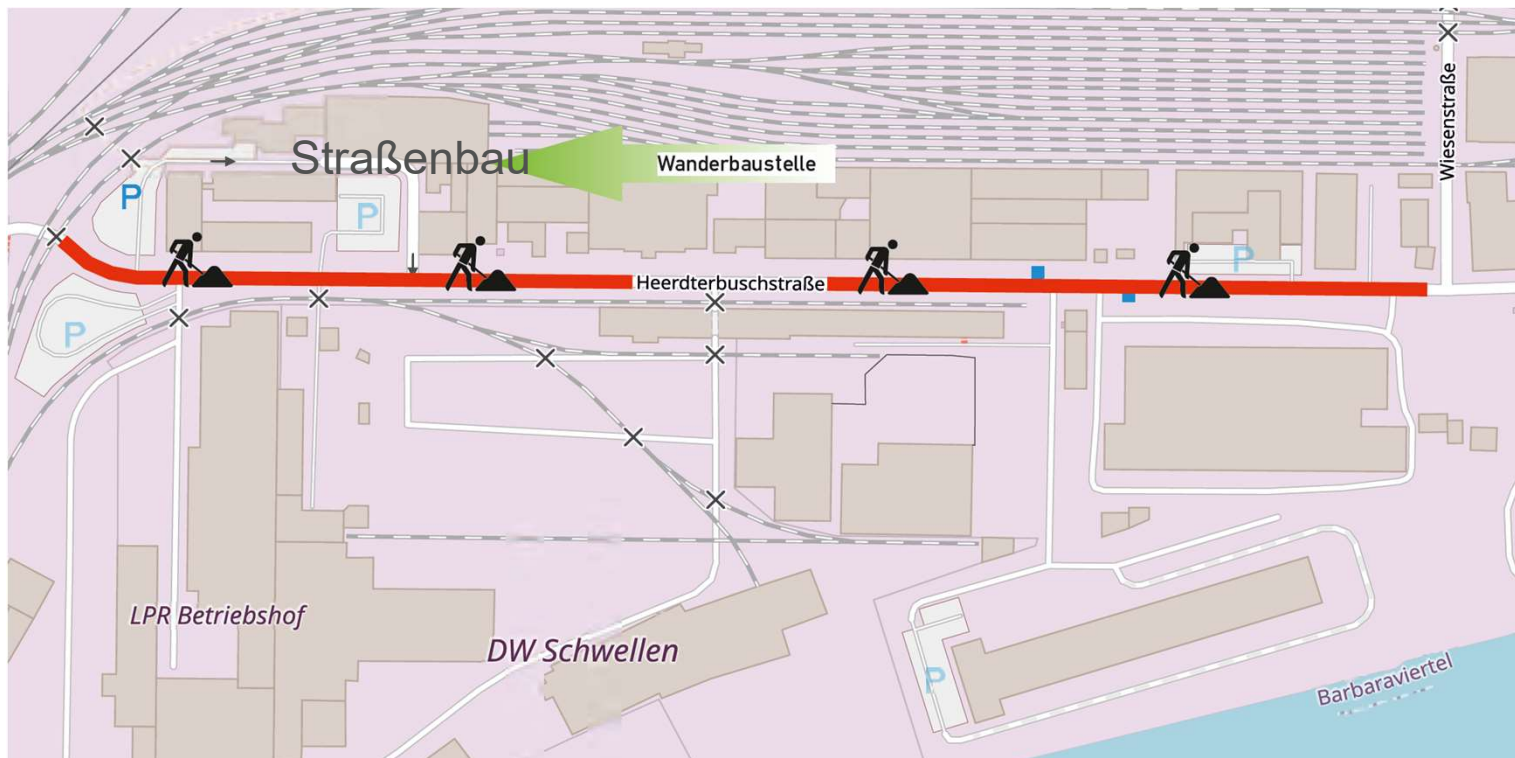 Wiesenstraße
Straßenbau
Wanderbaustelle
P
P
P
Heerdterbuschstraße
P
LPR Betriebshof
DW Schwellen
P
Barbaraviertel